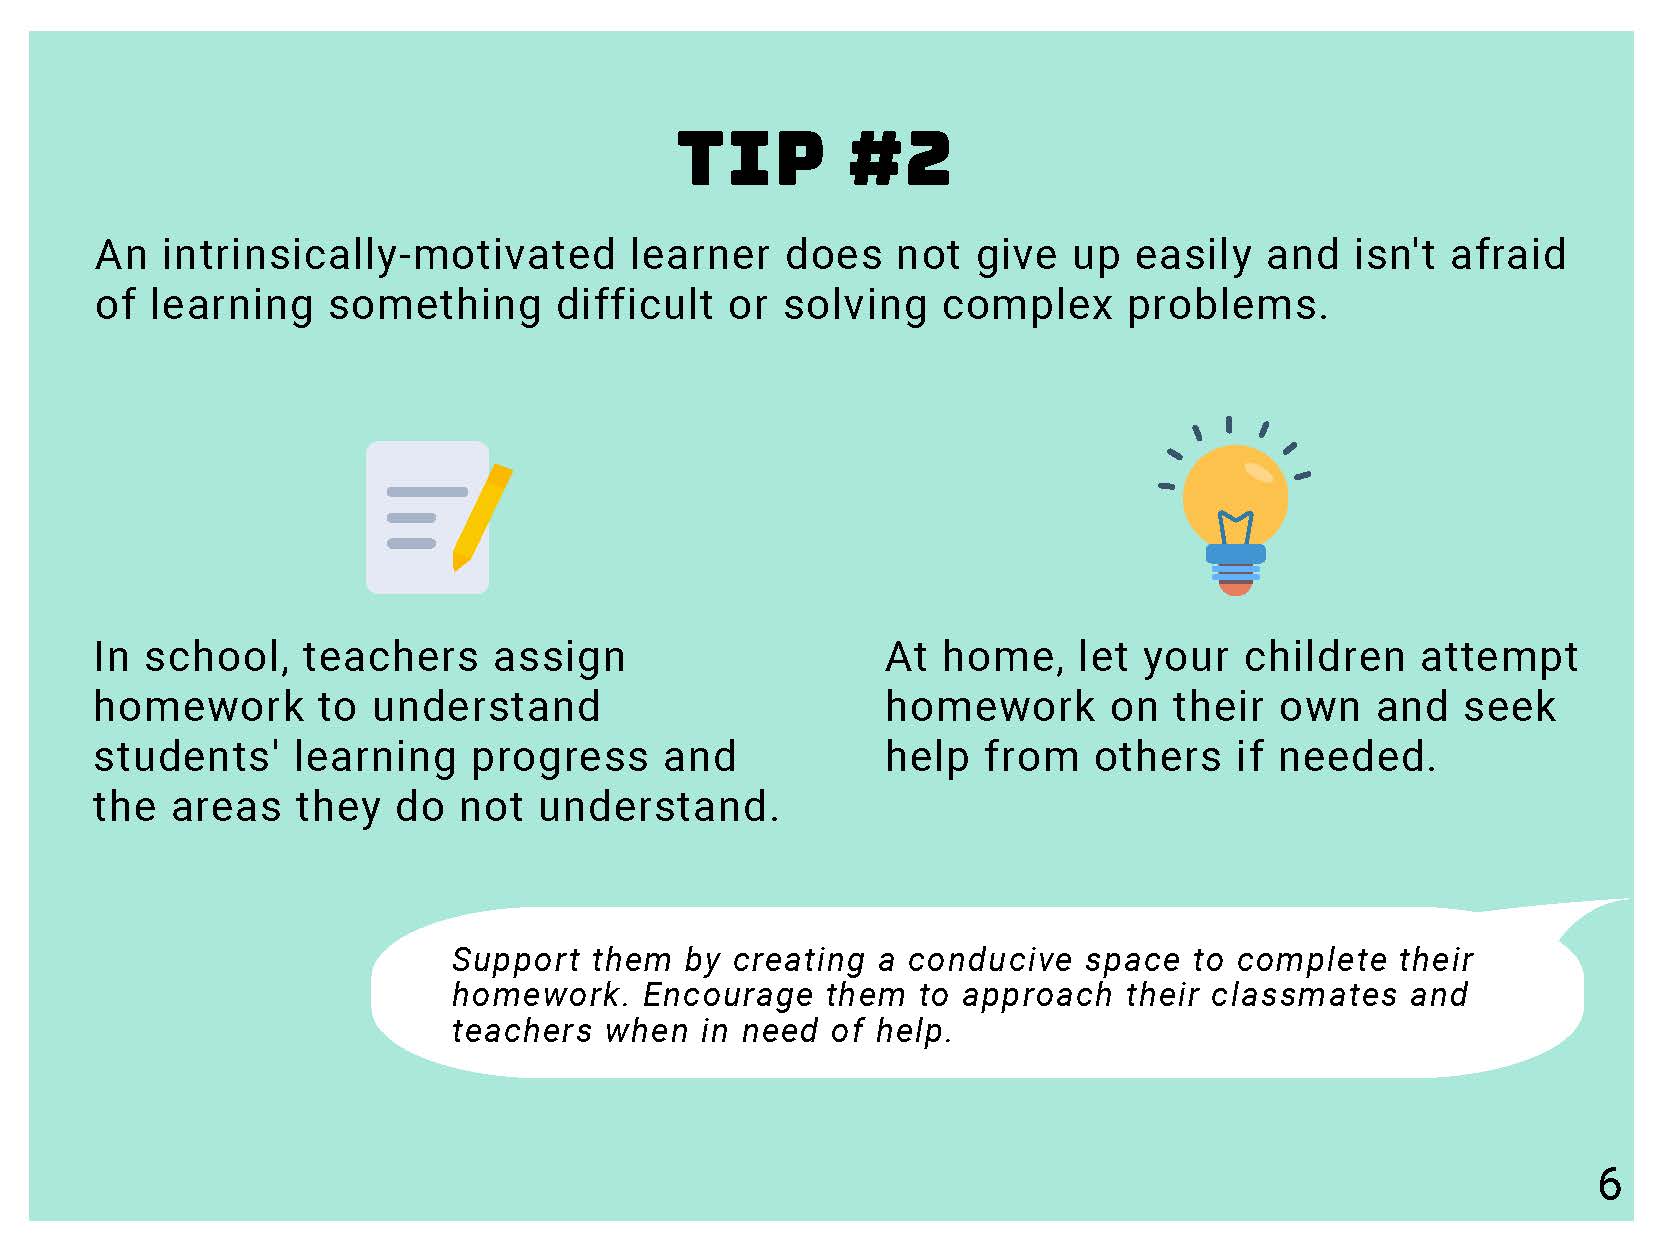 TIP #2
An intrinsically-motivated learner does not give up easily and isn't afraid
of learning something difficult or solving complex problems.
In school, teachers assign
homework to understand
students' learning progress and
the areas they do not understand.
At home, let your children attempt
homework on their own and seek
help from others if needed.
Support them by creating a conducive space to complete their
homework. Encourage them to approach their classmates and
teachers when in need of help.
6